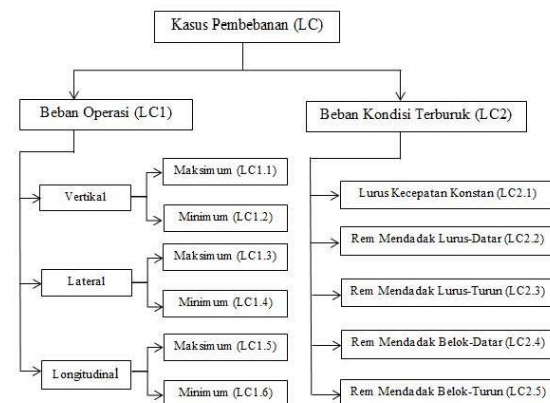 Kasus Pembebanan (LC)
Beban Operasi (LC1)
Vertikal
Maksimum (LC1.1)
Minimum (LC1.2)
Lateral
Maksimum (LC1.3)
Minimum (LC1.4)
Longitudinal
Maksimum (LC1.5)
Minimum (LC1.6)
Beban Kondisi Terburuk (LC2)
Lurus Kecepatan Konstan (LC2.1)
Rem Mendadak Lurus-Datar (LC2.2)
Rem Mendadak Lurus-Turun (LC2.3)
Rem Mendadak Belok-Datar (LC2.4)
Rem Mendadak Belok-Turun (LC2.5)